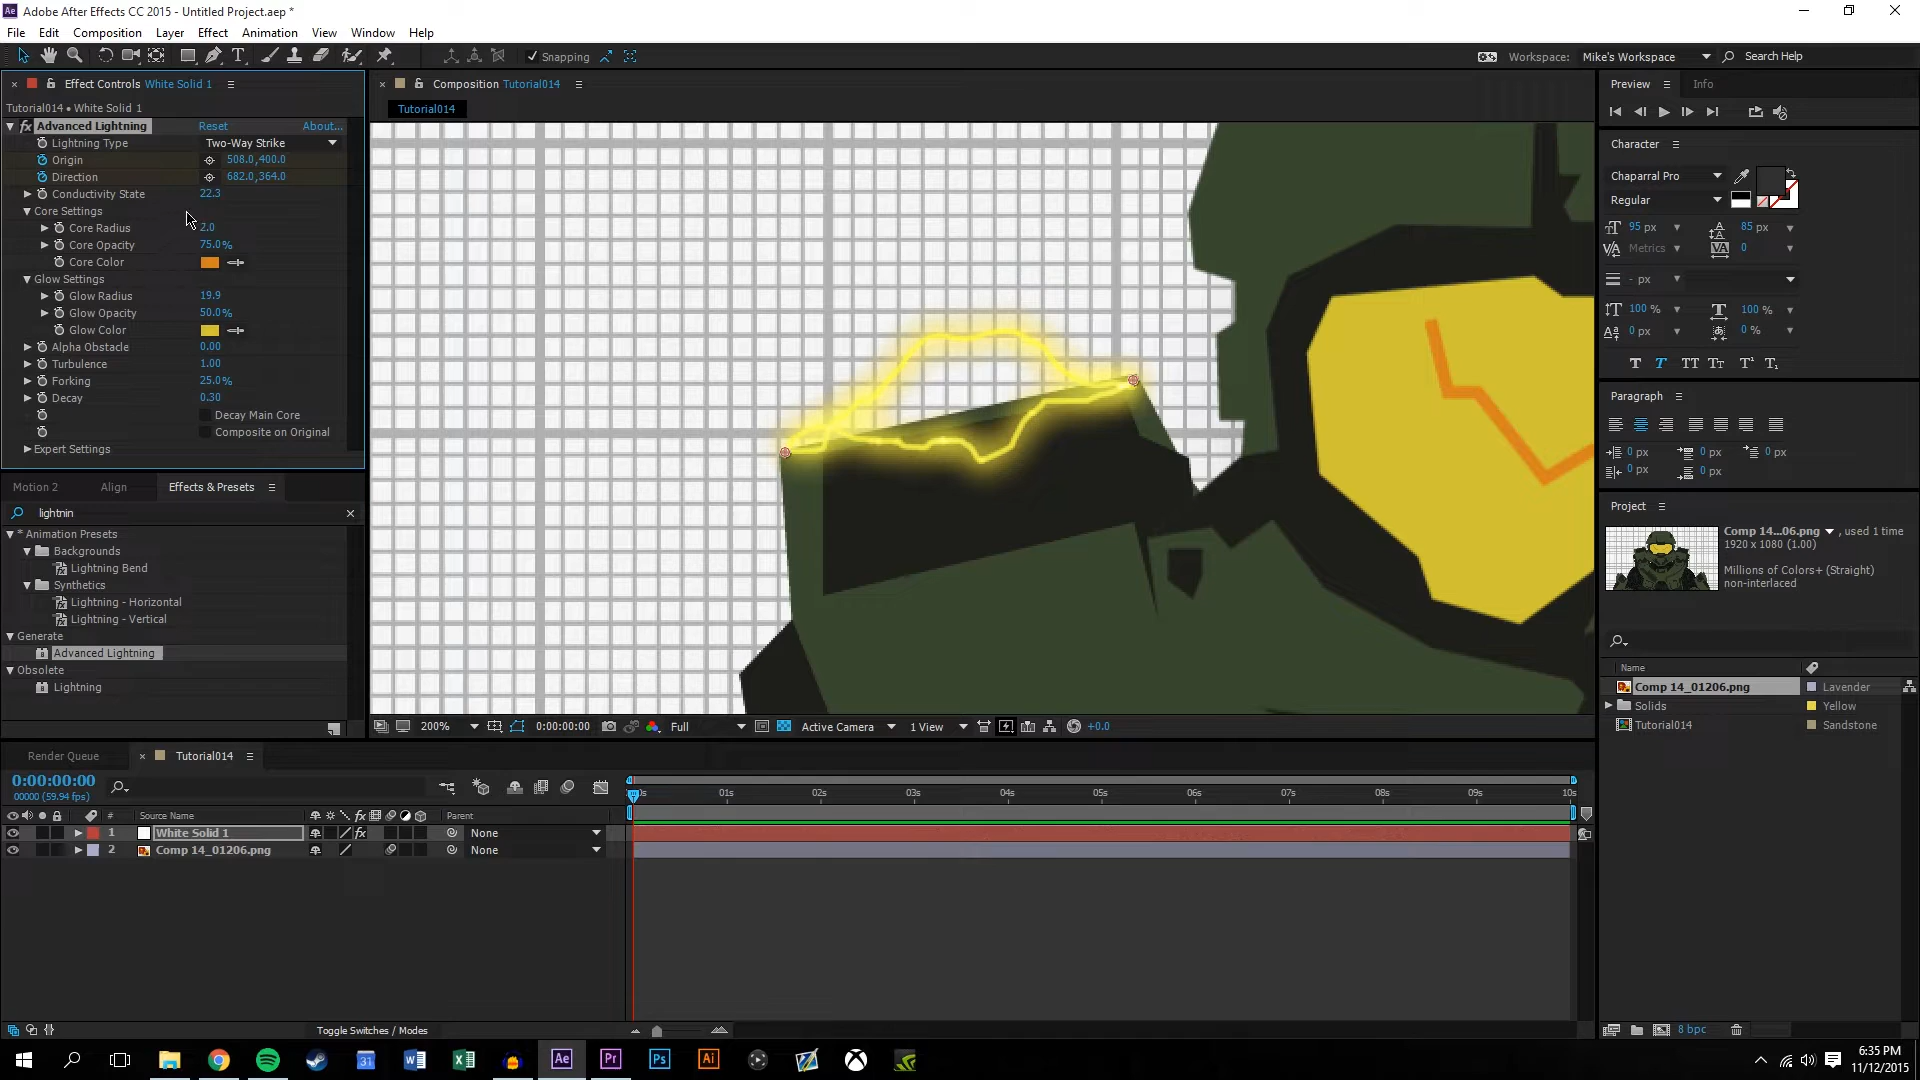 Adobe After Effects CC 2015 - Untitled Project.aep *
File Edit Composition Layer Effect Animation View Window Help
Snapping
Workspace: Mike's Workspace
Search Help
Effect Controls White Solid 1
Tutorial014 • White Solid 1
Advanced Lightning Reset About...
Lightning Type Two-Way Strike
Origin 508.0,400.0
Direction 682.0,364.0
Conductivity State 22.3
Core Settings
Core Radius 2.0
Core Opacity 75.0%
Core Color
Glow Settings
Glow Radius 19.9
Glow Opacity 50.0%
Glow Color
Alpha Obstacle 0.00
Turbulence 1.00
Forking 25.0%
Decay 0.30
Decay Main Core
Composite on Original
Expert Settings
Motion 2 Align Effects & Presets
lightnin
* Animation Presets
Backgrounds
Lightning Bend
Synthetics
Lightning - Horizontal
Lightning - Vertical
Generate
Advanced Lightning
Obsolete
Lightning
Composition Tutorial014
Tutorial014
200% 0:00:00:00 Full Active Camera 1 View +0.0
Preview Info
Character
Chaparral Pro
Regular
95 px 85 px
Metrics 0
- px
100 % 100 %
0 px 0 %
T T TT Tt T¹ T₁
Paragraph
0 px 0 px 0 px
0 px 0 px
Project
Comp 14...06.png , used 1 time
1920 x 1080 (1.00)
Millions of Colors+ (Straight)
non-interlaced
Name
Comp 14_01206.png Lavender
Solids Yellow
Tutorial014 Sandstone
8 bpc
Render Queue Tutorial014
0:00:00:00
00000 (59.94 fps)
# Source Name Parent
1 White Solid 1 None
2 Comp 14_01206.png None
0s 01s 02s 03s 04s 05s 06s 07s 08s 09s 10s
Toggle Switches / Modes
6:35 PM
11/12/2015